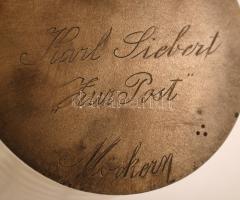 Karl Siebert
„Zur Post"
Möckern